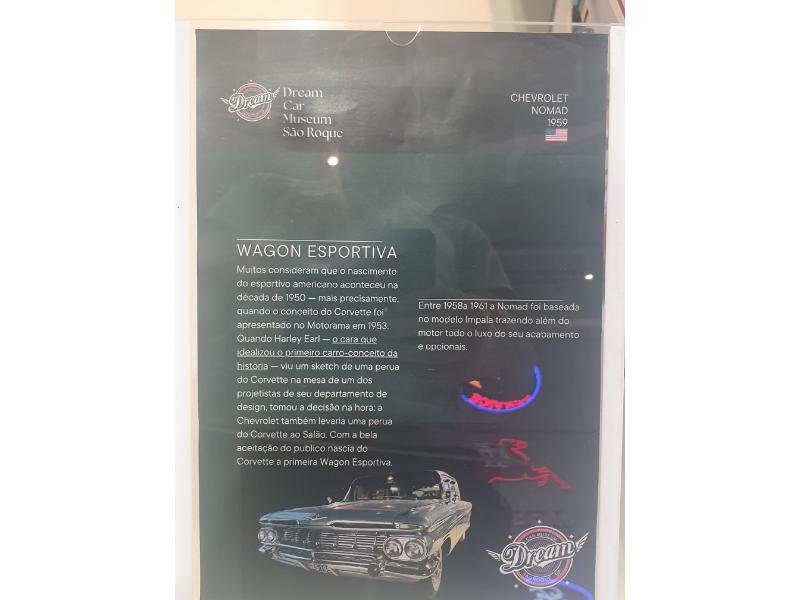 Dream
Dream
Car
Museum
São Roque
CHEVROLET
NOMAD
1959
WAGON ESPORTIVA
Muitos consideram que o nascimento
do esportivo americano aconteceu na
década de 1950 — mais precisamente,
quando o conceito do Corvette foi
apresentado no Motorama em 1953.
Quando Harley Earl — o cara que
idealizou o primeiro carro-conceito da
história — viu um sketch de uma perua
do Corvette na mesa de um dos
projetistas de seu departamento de
design, tomou a decisão na hora: a
Chevrolet também levaria uma perua
do Corvette ao Salão. Com a bela
aceitação do publico nascia do
Corvette a primeira Wagon Esportiva.
Entre 1958a 1961 a Nomad foi baseada
no modelo Impala trazendo além do
motor todo o luxo do seu acabamento
e opcionais.
Dream